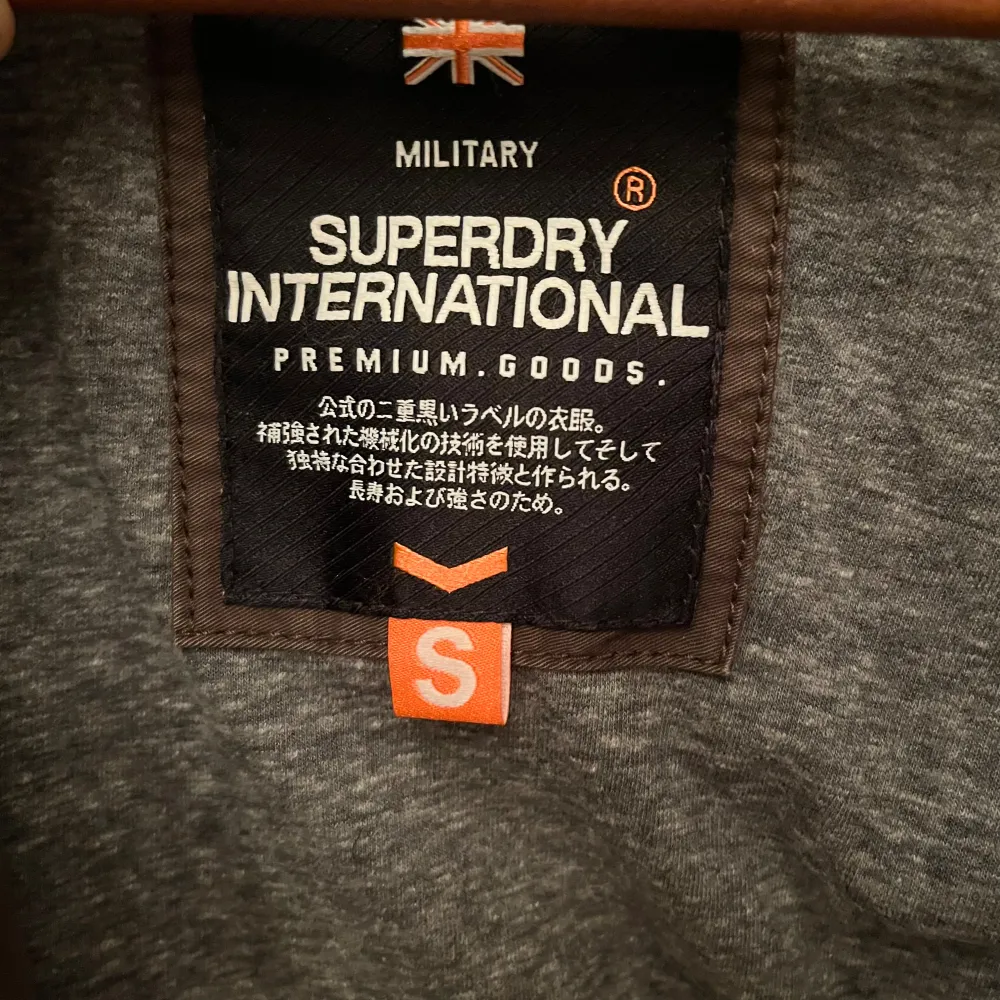 MILITARY
®
SUPERDRY
INTERNATIONAL
PREMIUM.GOODS.
公式の二重黒いラベルの衣服。
補強された機械化の技術を使用してそして
独特な合わせた設計特徴と作られる。
長寿および強さのため。
S